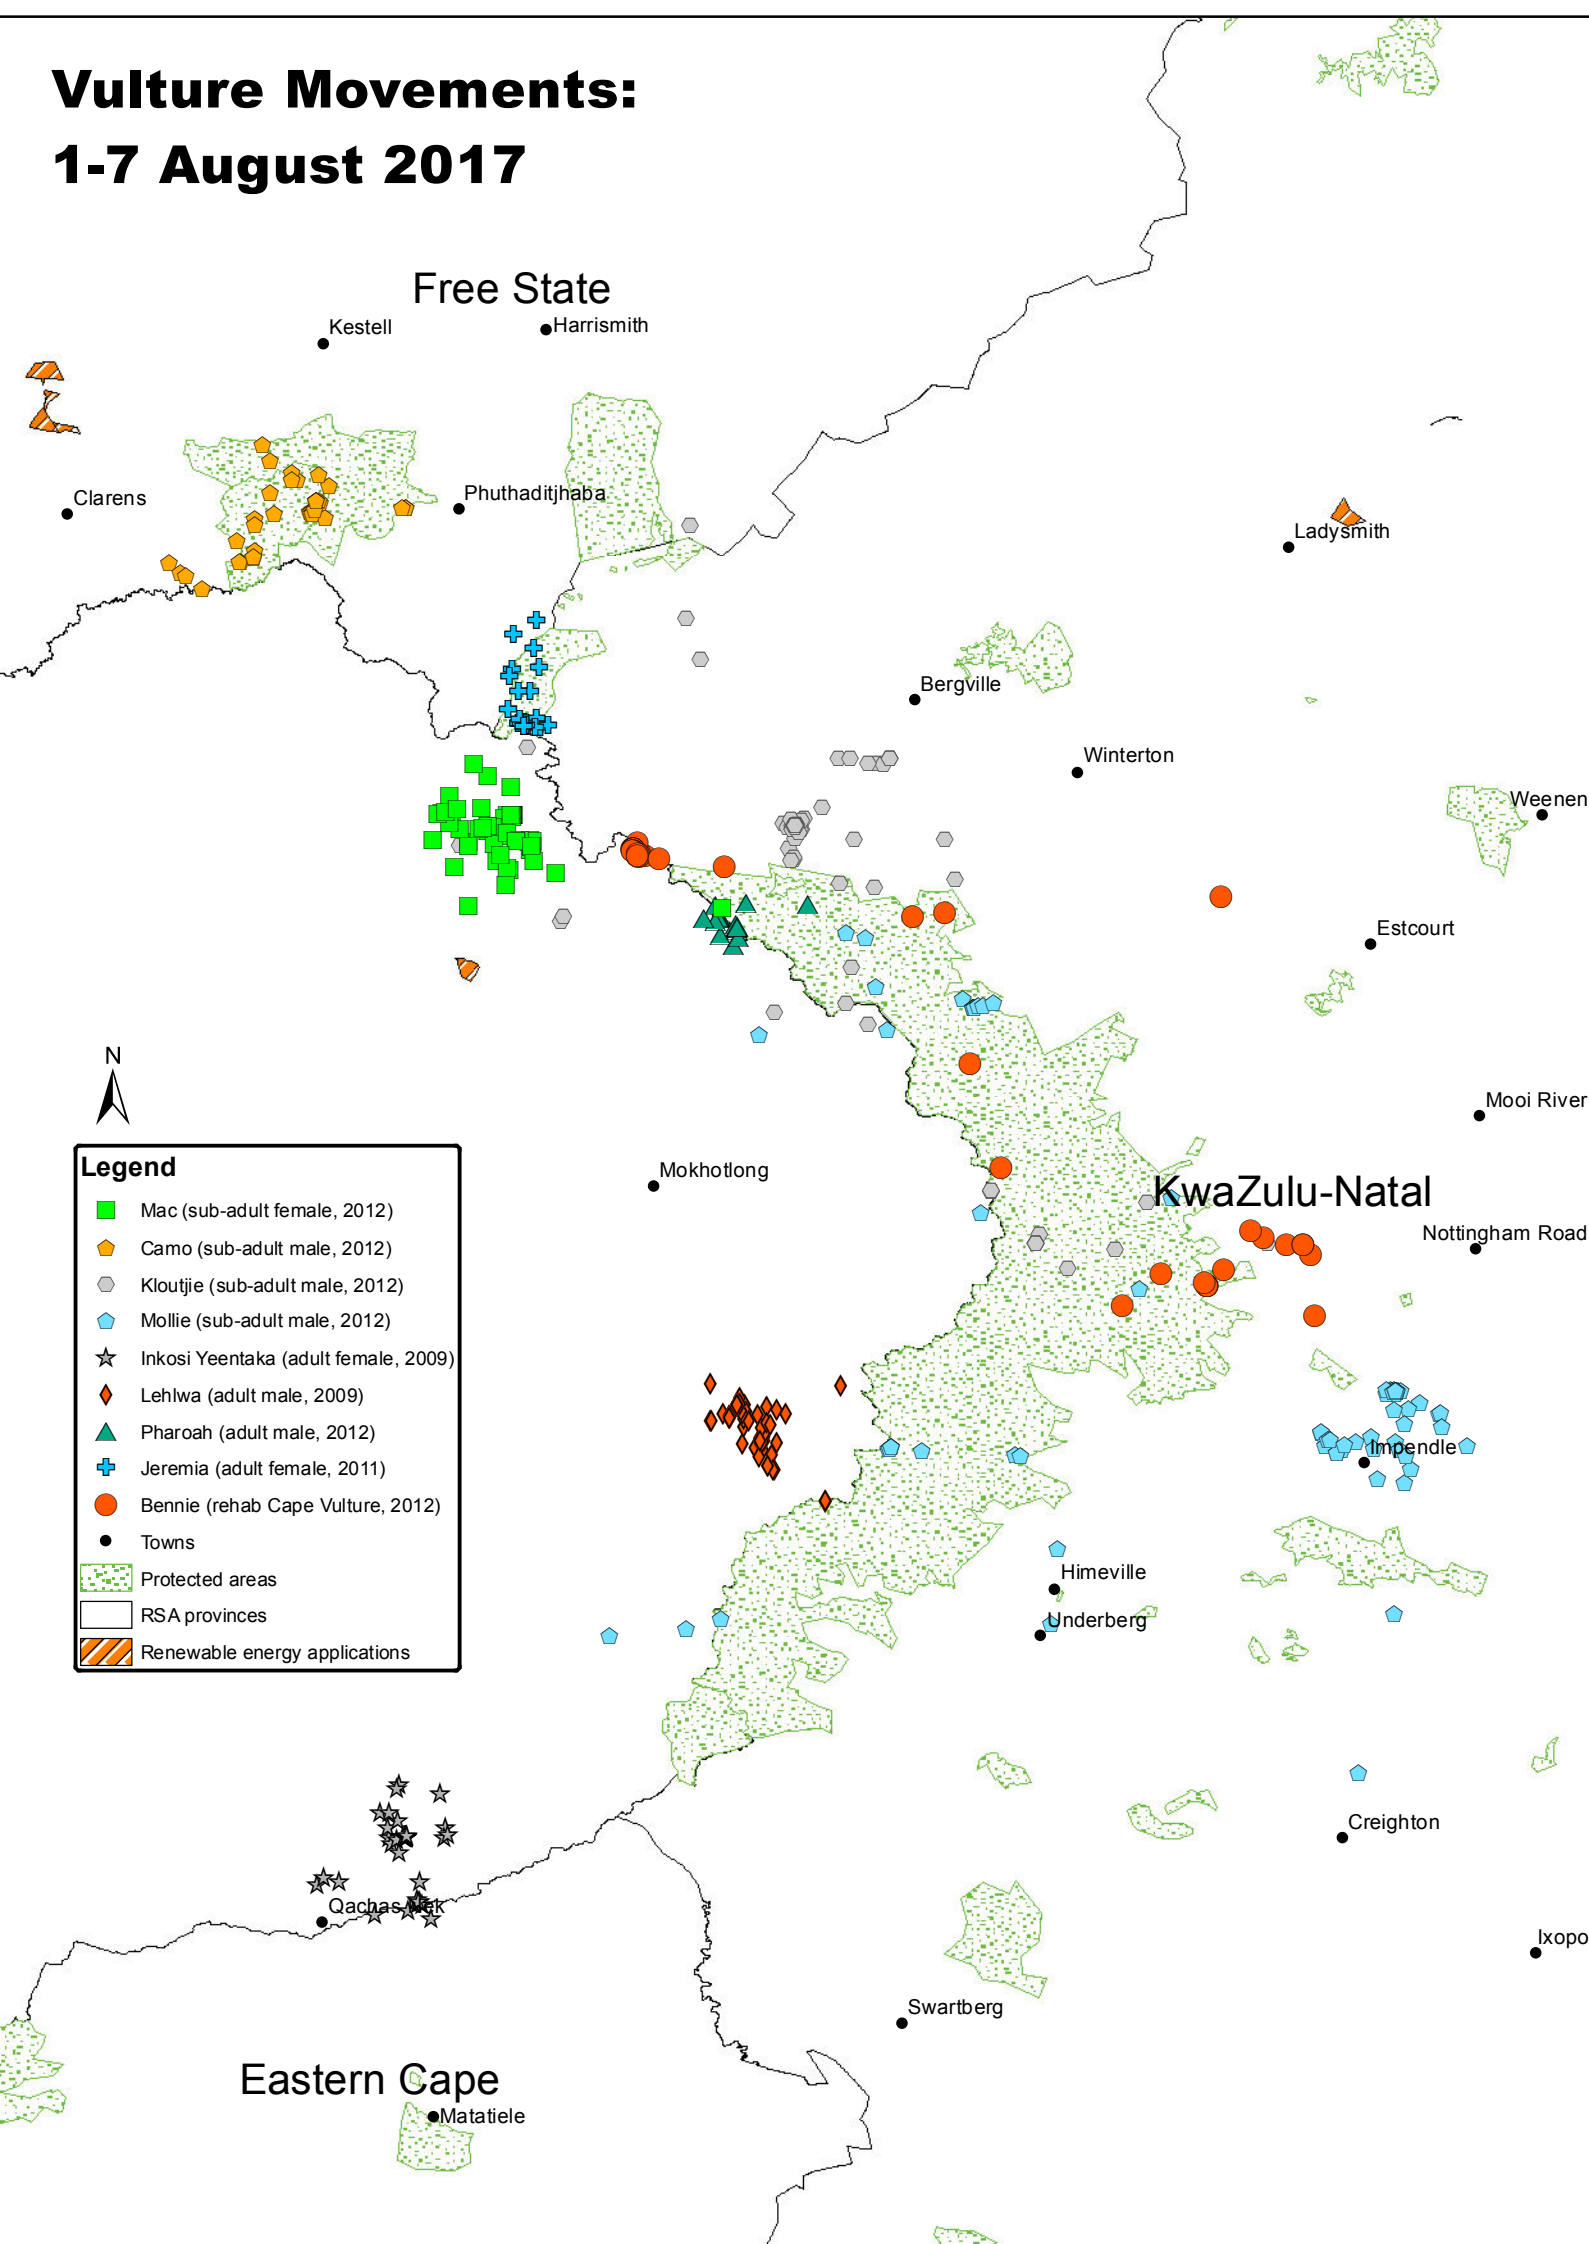 Vulture Movements:
1-7 August 2017
Free State
Kestell
Harrismith
Clarens
Phuthaditjhaba
Ladysmith
Bergville
Winterton
Weenen
Estcourt
N
Mooi River
Mokhotlong
KwaZulu-Natal
Nottingham Road
Legend
Mac (sub-adult female, 2012)
Camo (sub-adult male, 2012)
Kloutjie (sub-adult male, 2012)
Mollie (sub-adult male, 2012)
Inkosi Yeentaka (adult female, 2009)
Lehlwa (adult male, 2009)
Pharoah (adult male, 2012)
Jeremia (adult female, 2011)
Bennie (rehab Cape Vulture, 2012)
Towns
Protected areas
RSA provinces
Renewable energy applications
Impendle
Himeville
Underberg
Creighton
Qachas Nek
Ixopo
Swartberg
Eastern Cape
Matatiele